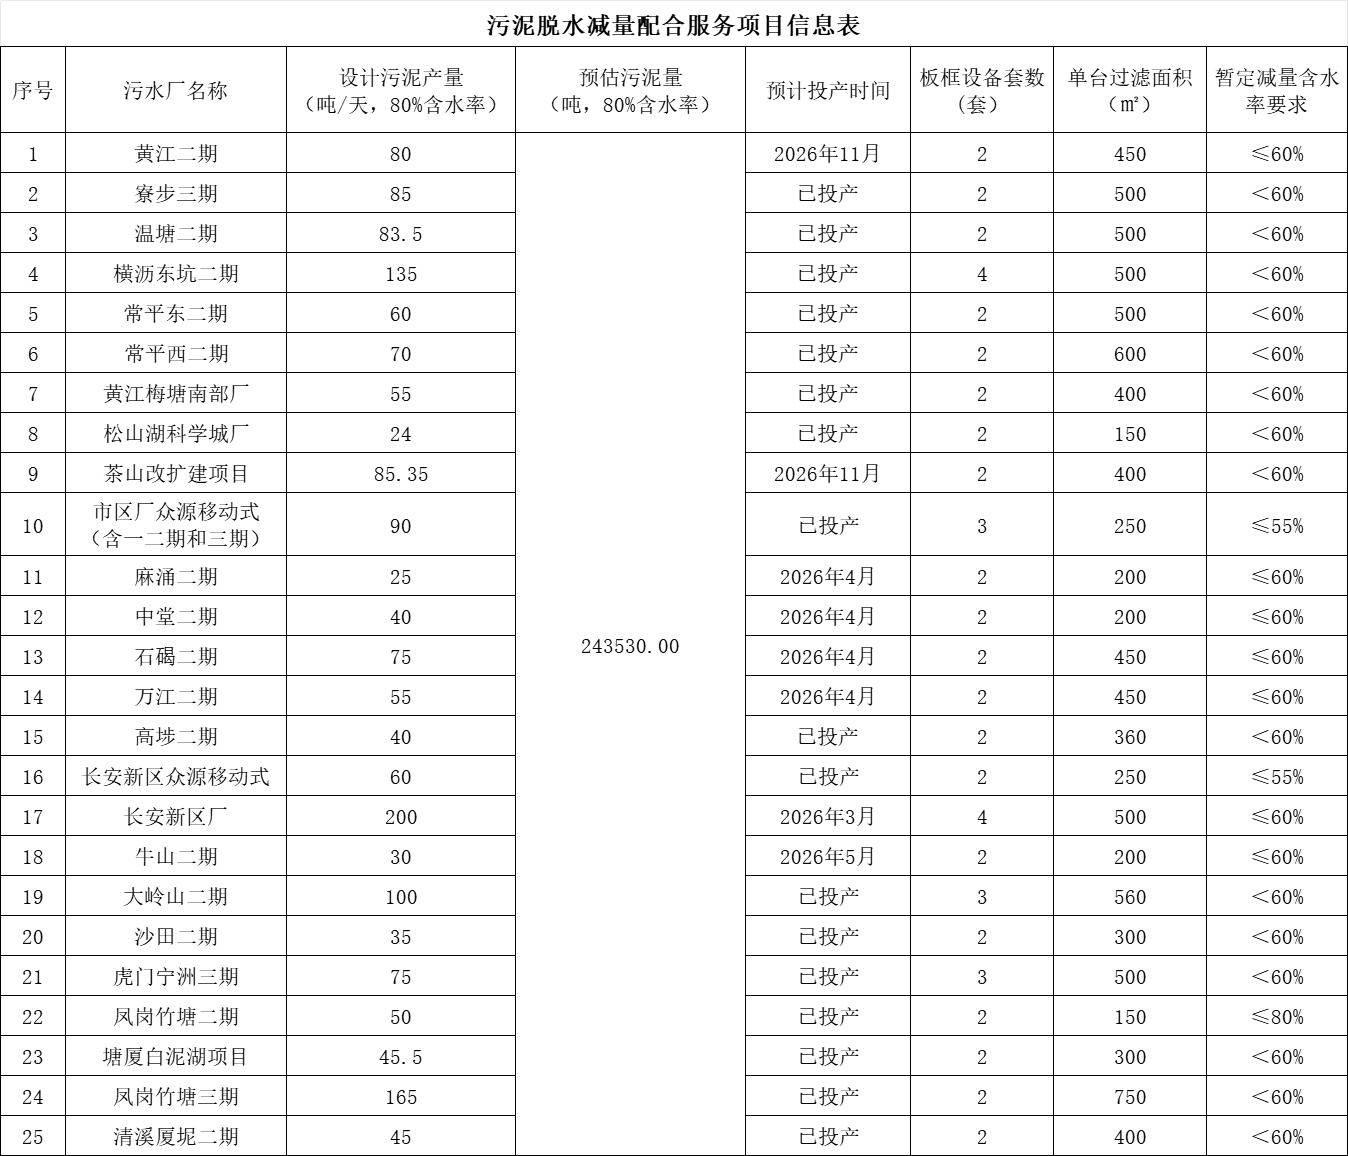 污泥脱水减量配合服务项目信息表
序号 污水厂名称 设计污泥产量（吨/天，80%含水率） 预估污泥量（吨，80%含水率） 预计投产时间 板框设备套数（套） 单台过滤面积（㎡） 暂定减量含水率要求
1 黄江二期 80 2026年11月 2 450 ≤60%
2 寮步三期 85 已投产 2 500 ＜60%
3 温塘二期 83.5 已投产 2 500 ＜60%
4 横沥东坑二期 135 已投产 4 500 ＜60%
5 常平东二期 60 已投产 2 500 ＜60%
6 常平西二期 70 已投产 2 600 ＜60%
7 黄江梅塘南部厂 55 已投产 2 400 ＜60%
8 松山湖科学城厂 24 已投产 2 150 ＜60%
9 茶山改扩建项目 85.35 2026年11月 2 400 ＜60%
10 市区厂众源移动式（含一二期和三期） 90 已投产 3 250 ≤55%
11 麻涌二期 25 2026年4月 2 200 ≤60%
12 中堂二期 40 2026年4月 2 200 ≤60%
243530.00
13 石碣二期 75 2026年4月 2 450 ≤60%
14 万江二期 55 2026年4月 2 450 ≤60%
15 高埗二期 40 已投产 2 360 ＜60%
16 长安新区众源移动式 60 已投产 2 250 ≤55%
17 长安新区厂 200 2026年3月 4 500 ≤60%
18 牛山二期 30 2026年5月 2 200 ≤60%
19 大岭山二期 100 已投产 3 560 ＜60%
20 沙田二期 35 已投产 2 300 ＜60%
21 虎门宁洲三期 75 已投产 3 500 ＜60%
22 凤岗竹塘二期 50 已投产 2 150 ≤80%
23 塘厦白泥湖项目 45.5 已投产 2 300 ＜60%
24 凤岗竹塘三期 165 已投产 2 750 ＜60%
25 清溪厦坭二期 45 已投产 2 400 ＜60%